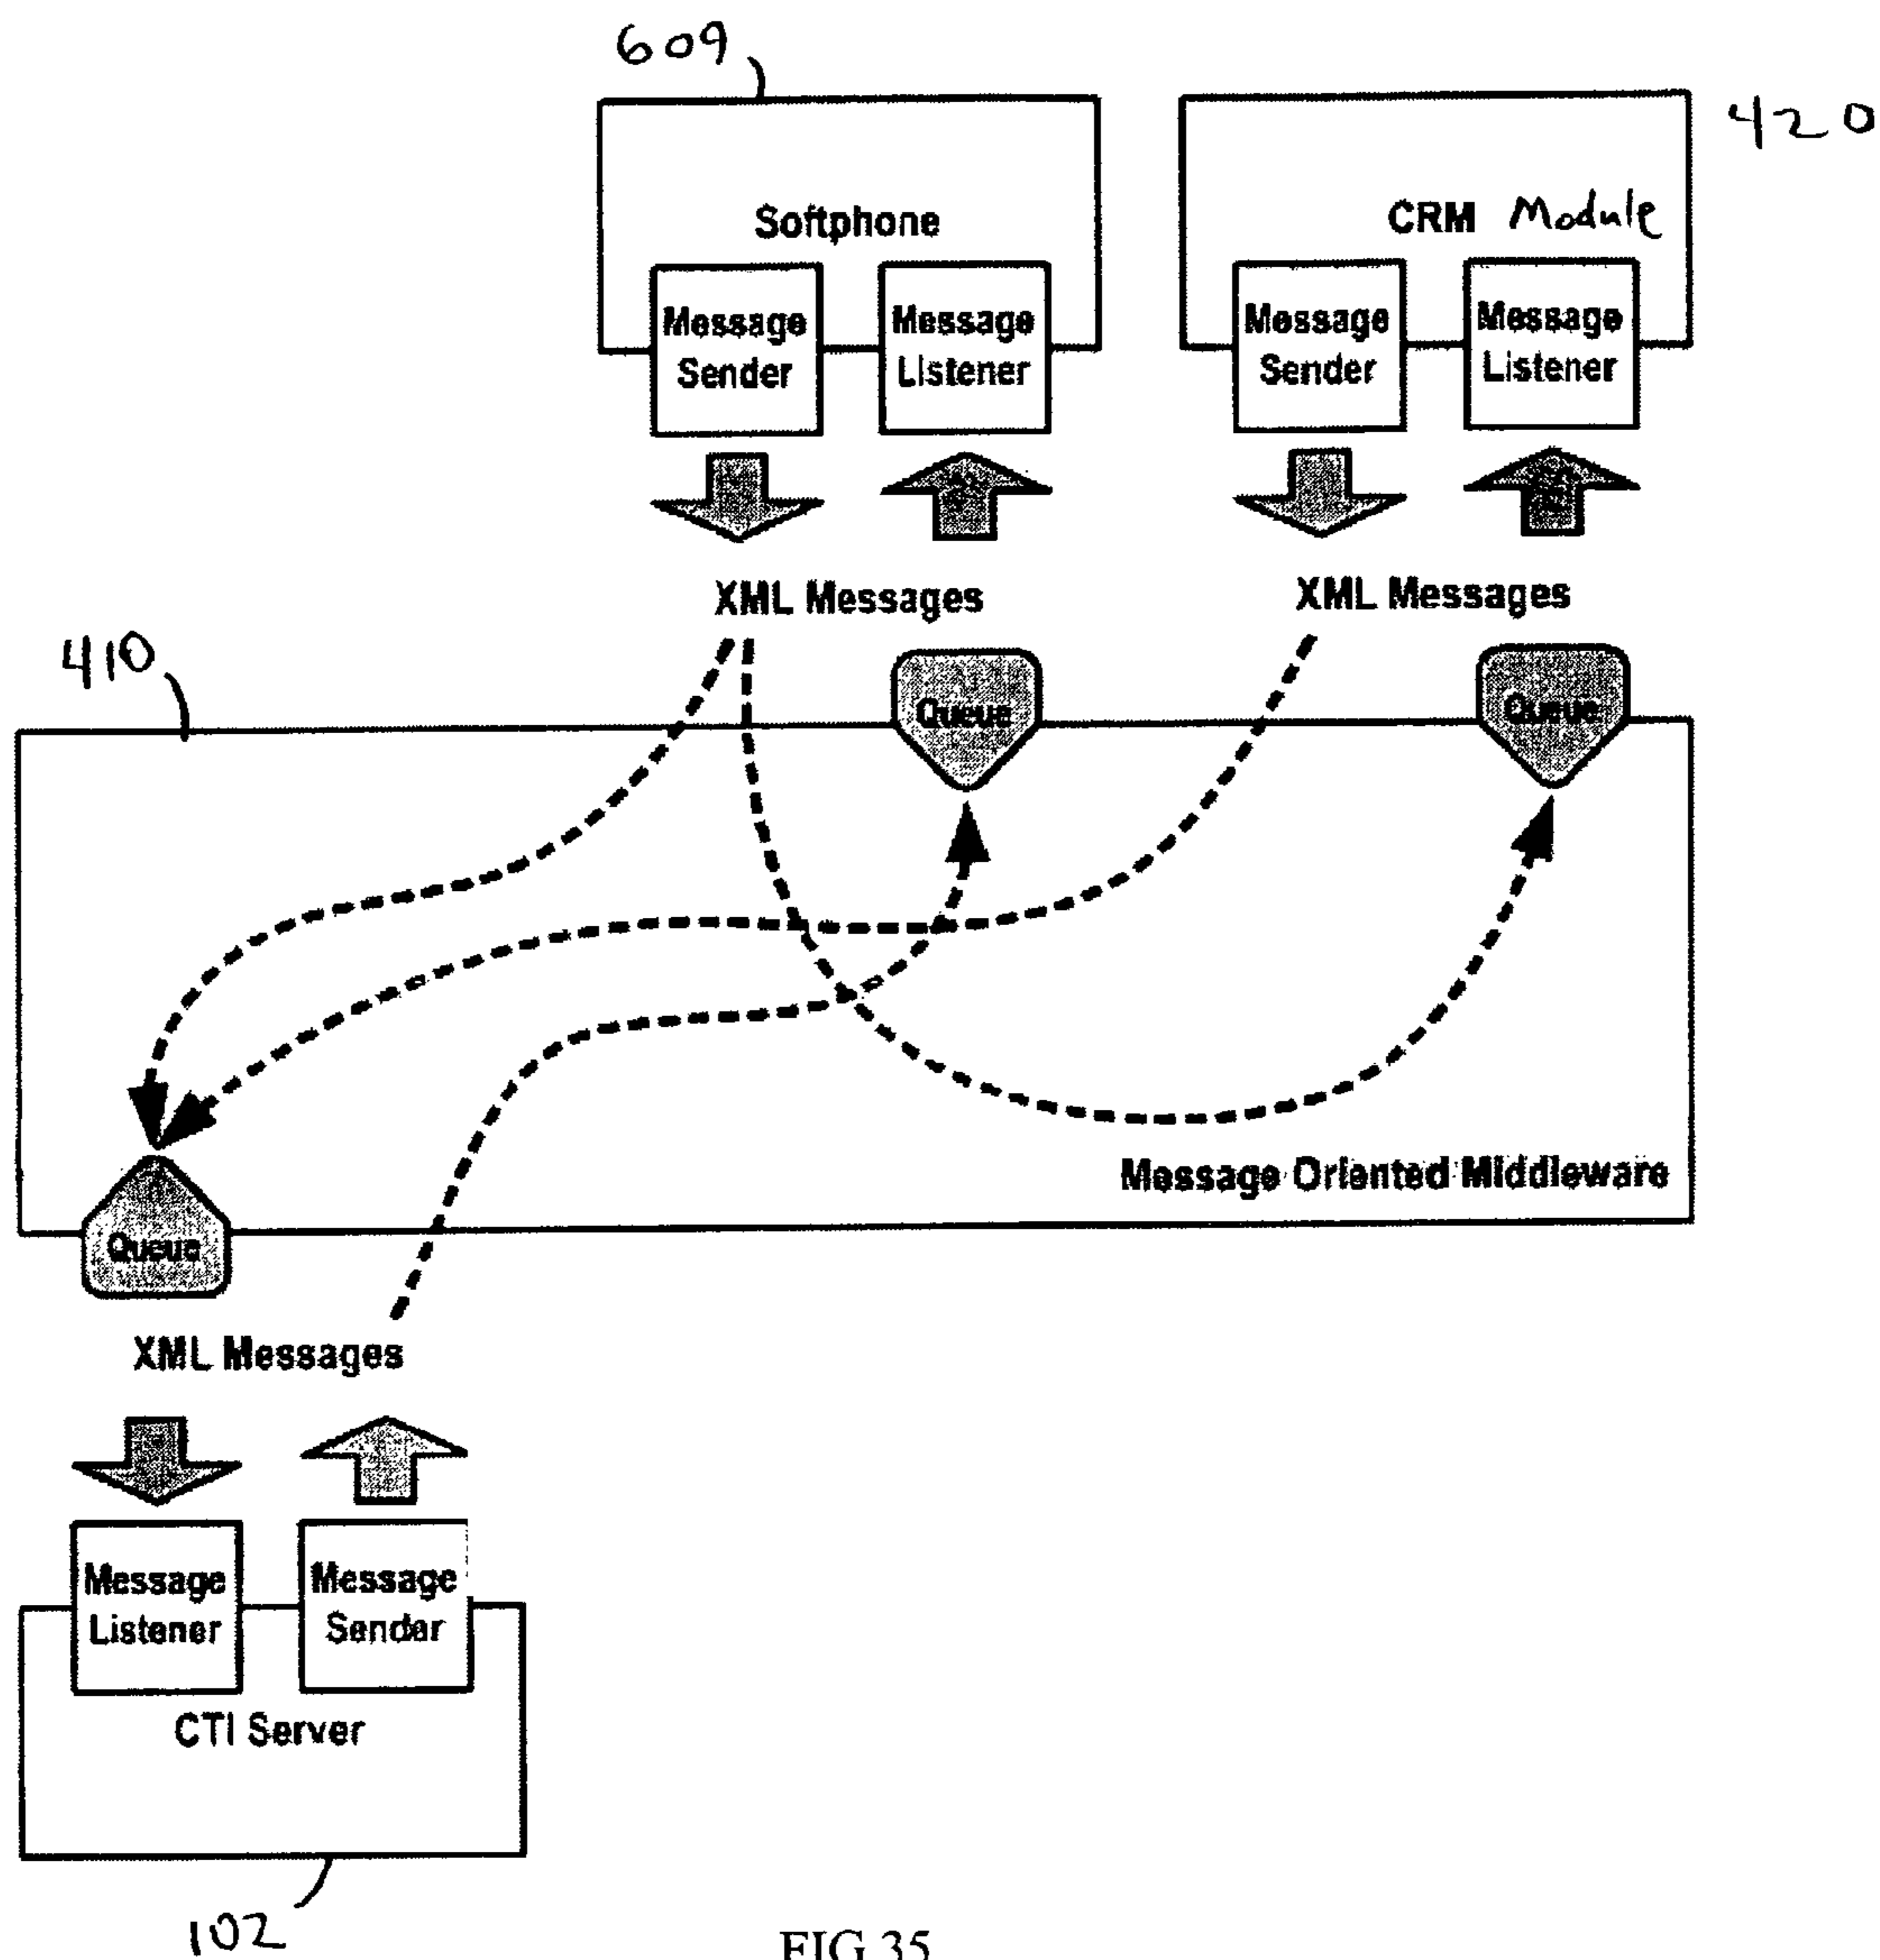 609
420
Softphone
CRM Module
Message
Sender
Message
Listener
Message
Sender
Message
Listener
XML Messages
XML Messages
410
Queue
Queue
Message Oriented Middleware
Queue
XML Messages
Message
Listener
Message
Sender
CTI Server
102
FIG 35